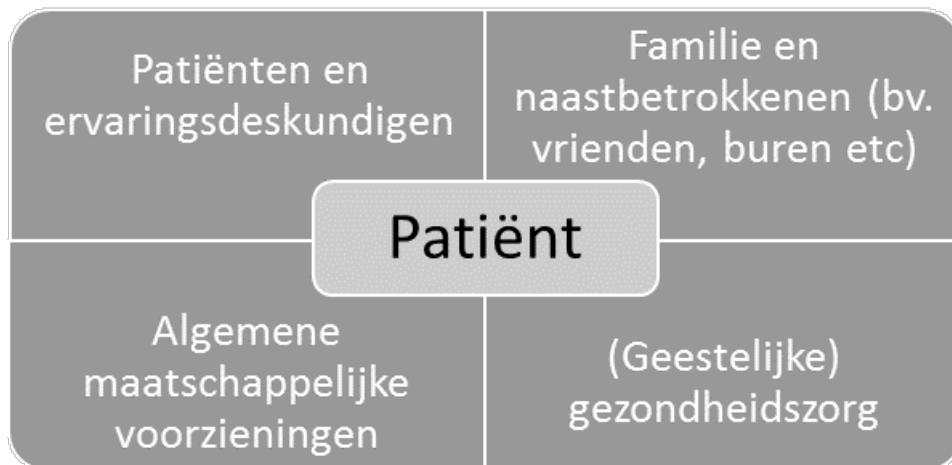 Patiënten en
ervaringsdeskundigen
Familie en
naastbetrokkenen (bv.
vrienden, buren etc)
Patiënt
Algemene
maatschappelijke
voorzieningen
(Geestelijke)
gezondheidszorg